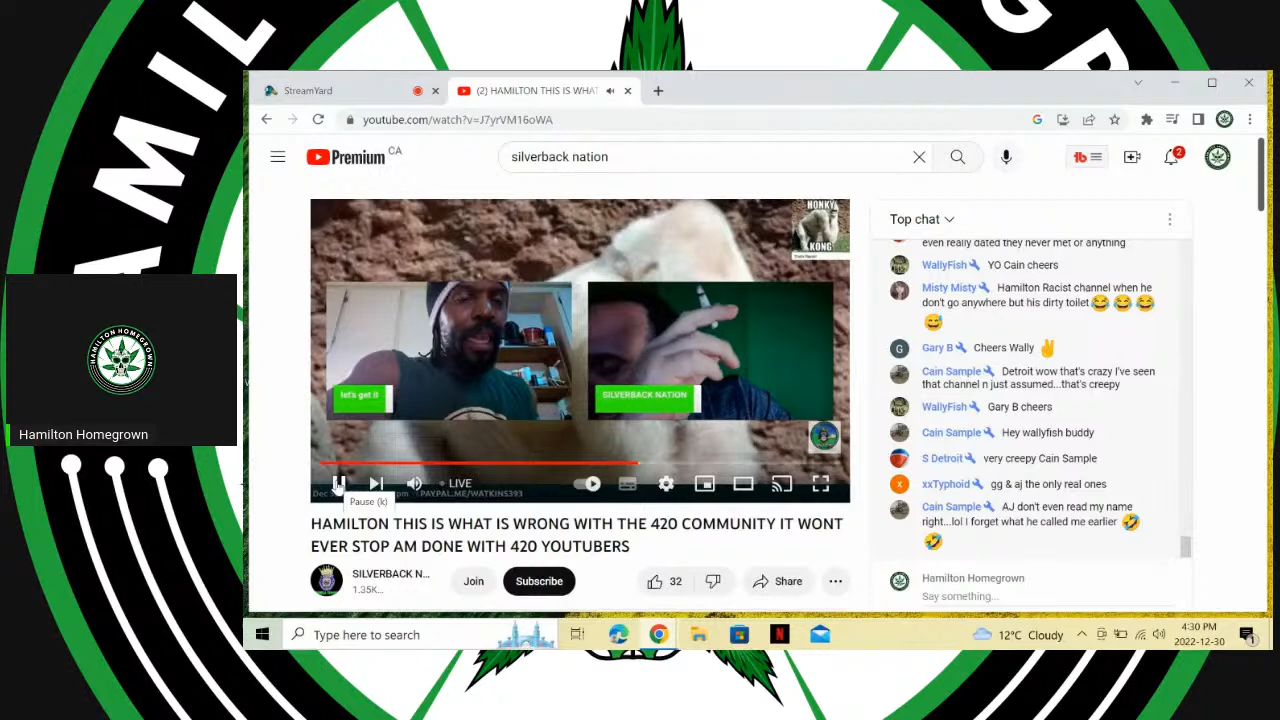 HAMIL
GR
StreamYard
(2) HAMILTON THIS IS WHAT
youtube.com/watch?v=J7yrVM16oWA
Premium CA
silverback nation
2
HONKY
KONG
let's get it
SILVERBACK NATION
LIVE
PAYPAL.ME/WATKINS393
Pause (k)
HAMILTON THIS IS WHAT IS WRONG WITH THE 420 COMMUNITY IT WONT
EVER STOP AM DONE WITH 420 YOUTUBERS
SILVERBACK N...
1.35K...
Join
Subscribe
32
Share
Top chat
even really dated they never met or anything
WallyFish YO Cain cheers
Misty Misty Hamilton Racist channel when he
don't go anywhere but his dirty toilet😂😂😂
😅
G Gary B Cheers Wally ✌
Cain Sample Detroit wow that's crazy I've seen
that channel n just assumed...that's creepy
WallyFish Gary B cheers
Cain Sample Hey wallyfish buddy
S Detroit very creepy Cain Sample
X xxTyphoid gg & aj the only real ones
Cain Sample AJ don't even read my name
right...lol I forget what he called me earlier 🤣
🤣
Hamilton Homegrown
Say something...
HAMILTON HOMEGROWN
Hamilton Homegrown
Type here to search
N
12°C Cloudy
4:30 PM
2022-12-30
1